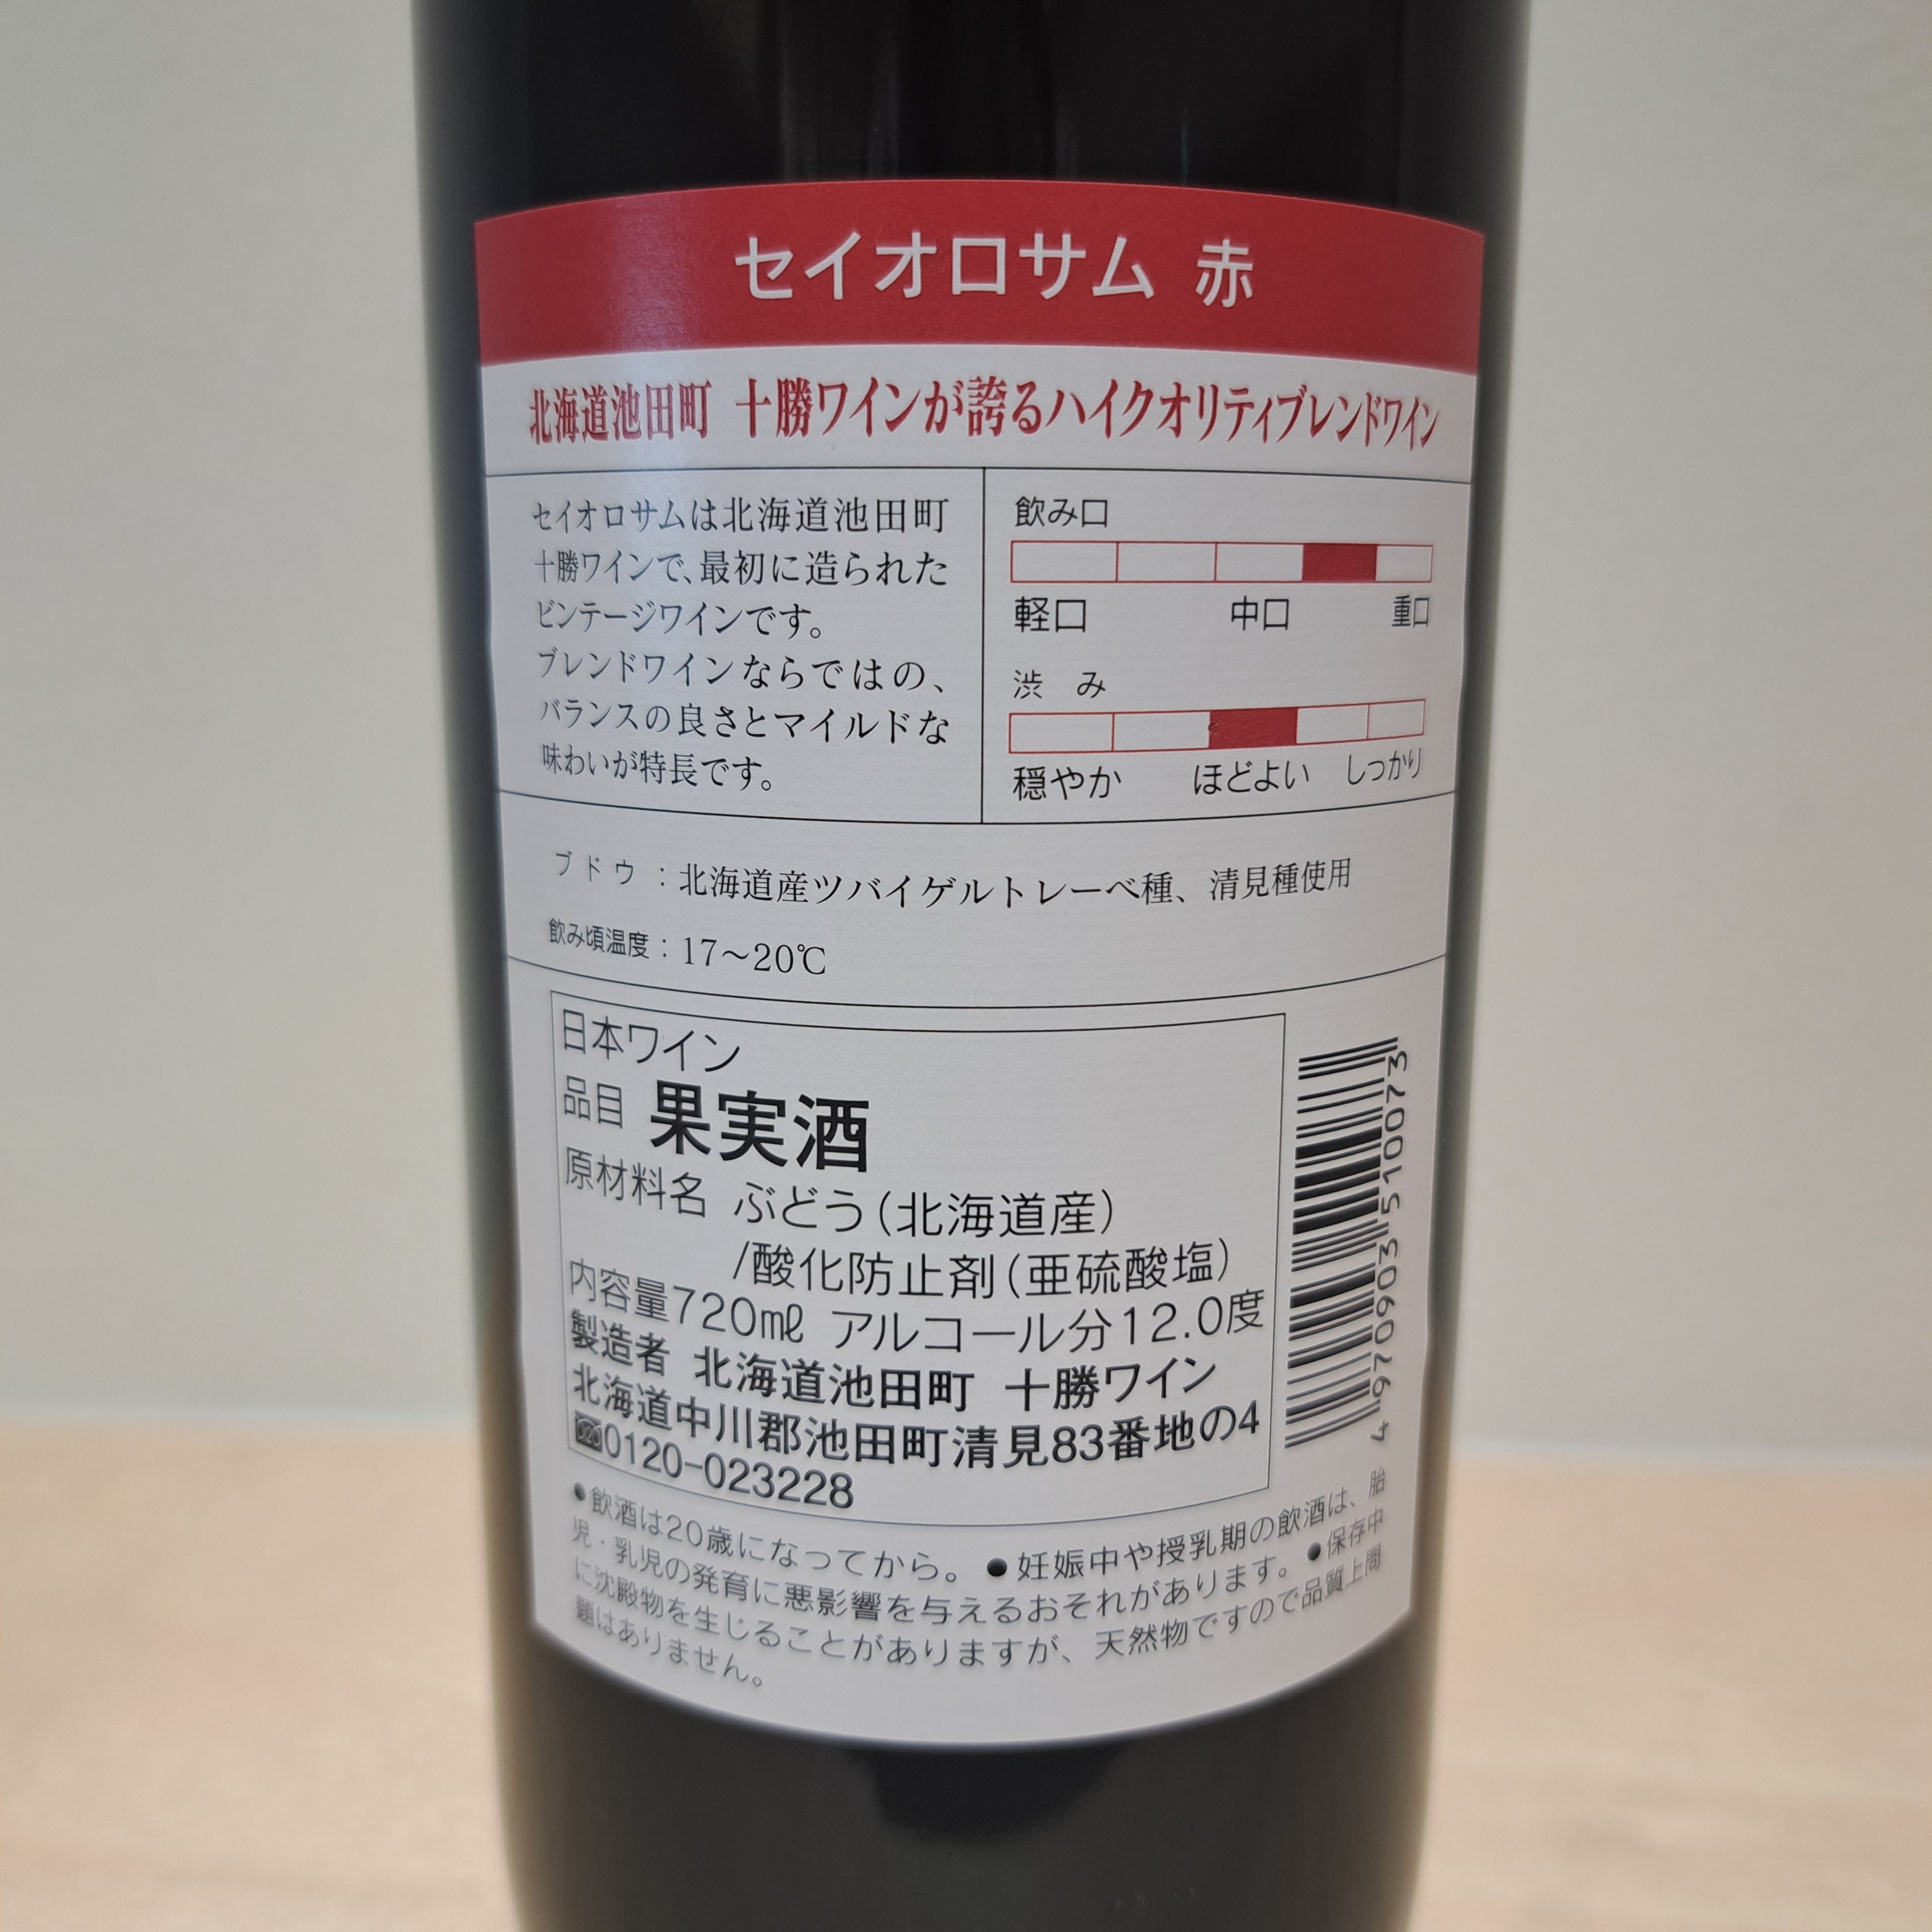 セイオロサム 赤
北海道池田町 十勝ワインが誇るハイクオリティブレンドワイン
セイオロサムは北海道池田町
十勝ワインで、最初に造られた
ビンテージワインです。
ブレンドワインならではの、
バランスの良さとマイルドな
味わいが特長です。
飲み口
軽口 中口 重口
渋み
穏やか ほどよい しっかり
ブドウ：北海道産ツバイゲルトレーベ種、清見種使用
飲み頃温度：17〜20℃
日本ワイン
品目 果実酒
原材料名 ぶどう（北海道産）
/酸化防止剤（亜硫酸塩）
内容量720㎖ アルコール分12.0度
製造者 北海道池田町 十勝ワイン
北海道中川郡池田町清見83番地の4
0120-023228
4970903510073
●飲酒は20歳になってから。●妊娠中や授乳期の飲酒は、胎
児・乳児の発育に悪影響を与えるおそれがあります。●保存中
に沈殿物を生じることがありますが、天然物ですので品質上問
題はありません。